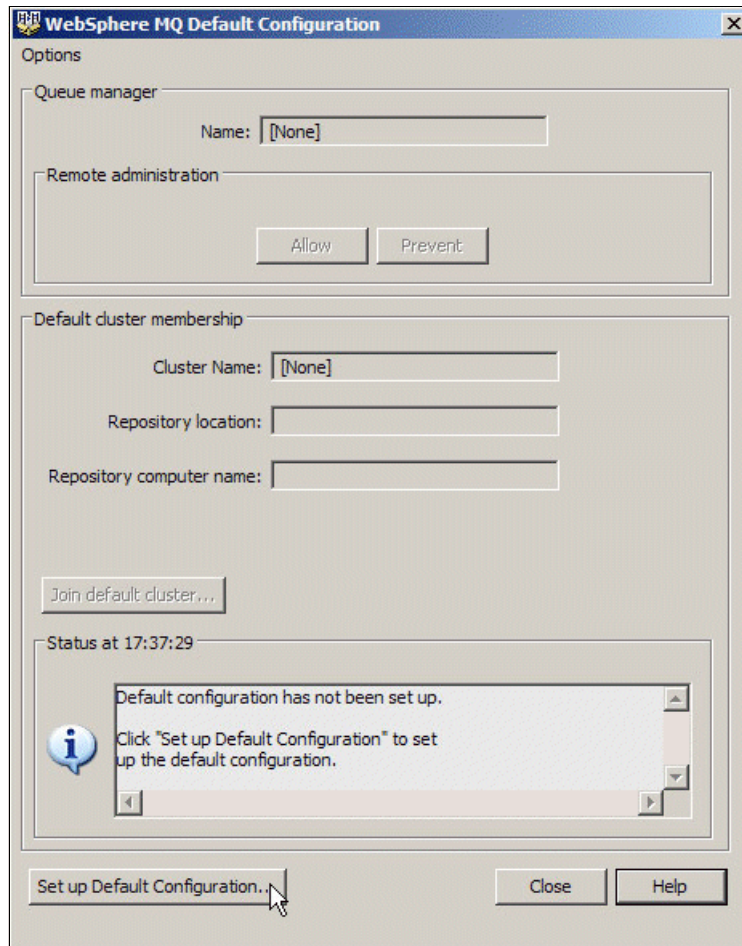 WebSphere MQ Default Configuration
Options
Queue manager
Name: [None]
Remote administration
Allow Prevent
Default cluster membership
Cluster Name: [None]
Repository location:
Repository computer name:
Join default cluster...
Status at 17:37:29
Default configuration has not been set up.
Click "Set up Default Configuration" to set
up the default configuration.
Set up Default Configuration... Close Help